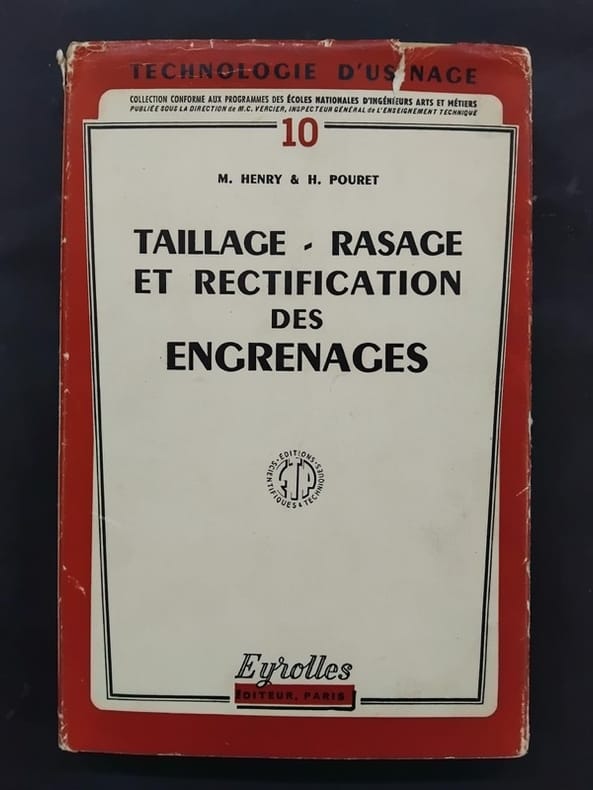 TECHNOLOGIE D'USINAGE
COLLECTION CONFORME AUX PROGRAMMES DES ÉCOLES NATIONALES D'INGÉNIEURS ARTS ET MÉTIERS
PUBLIÉE SOUS LA DIRECTION de M.C. VERCIER, INSPECTEUR GÉNÉRAL de L'ENSEIGNEMENT TECHNIQUE
10
M. HENRY & H. POURET
TAILLAGE - RASAGE
ET RECTIFICATION
DES
ENGRENAGES
ÉDITIONS
SCIENTIFIQUES & TECHNIQUES
ETP
Eyrolles
ÉDITEUR, PARIS